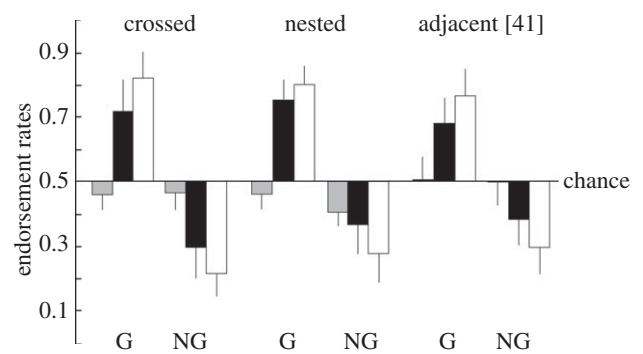 crossed nested adjacent [41]
0.9
0.7
0.5 chance
0.3
0.1
endorsement rates
G NG G NG G NG